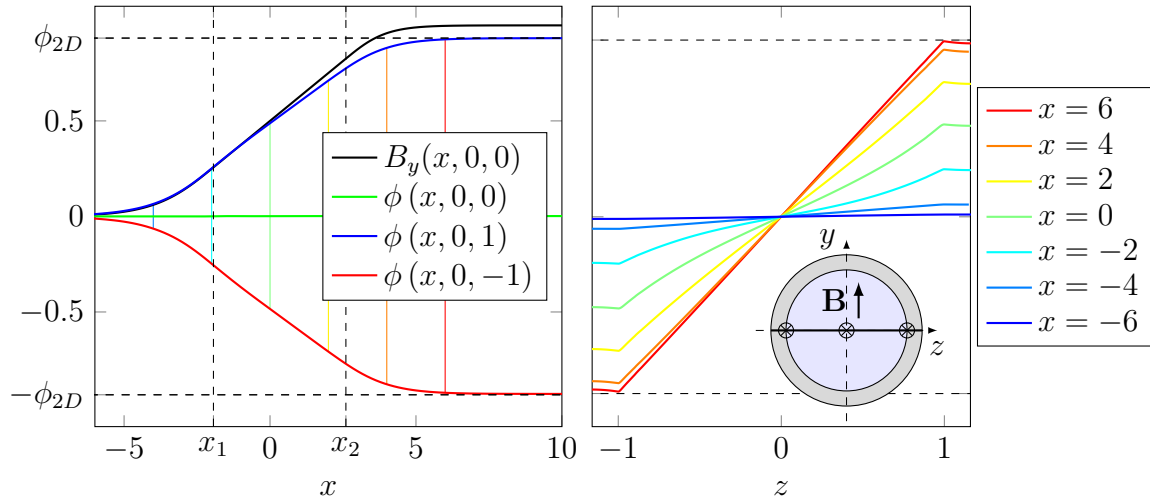 ϕ_{2D}
0.5
0
−0.5
−ϕ_{2D}
−5
x_1
0
x_2
5
10
x
B_y(x, 0, 0)
ϕ (x, 0, 0)
ϕ (x, 0, 1)
ϕ (x, 0, −1)
−1
0
1
z
y
B
z
x = 6
x = 4
x = 2
x = 0
x = −2
x = −4
x = −6